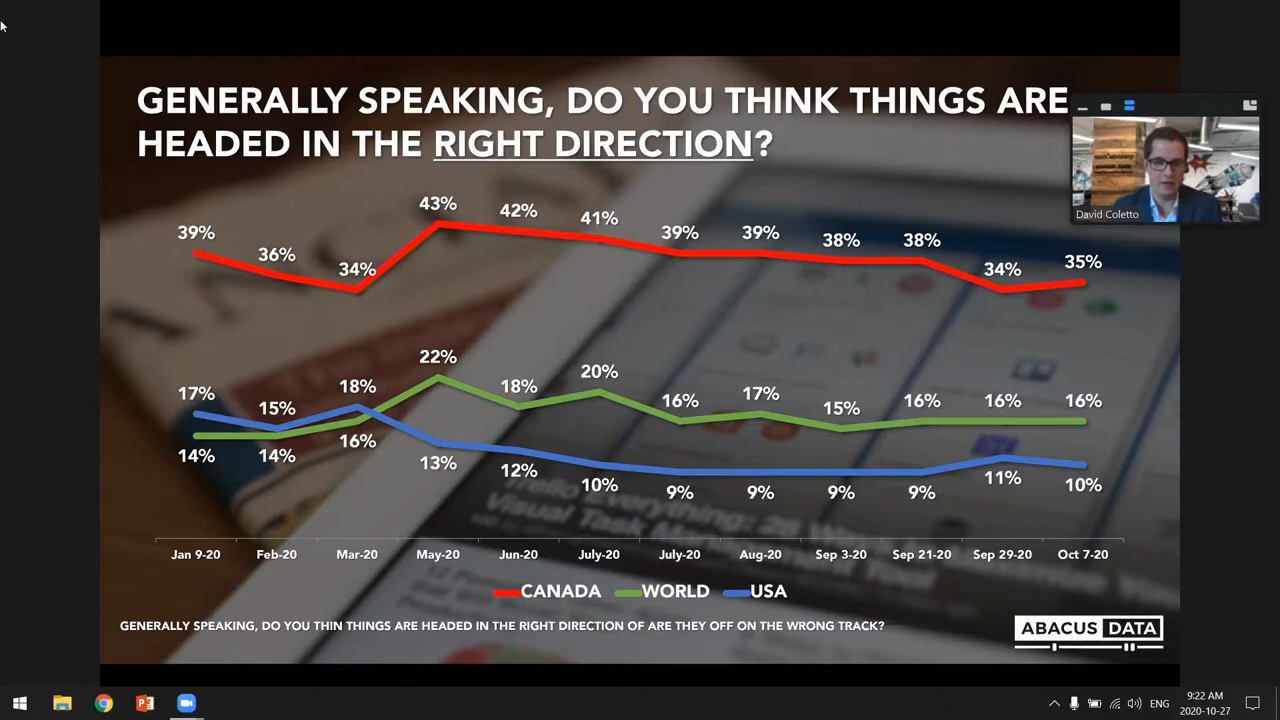 GENERALLY SPEAKING, DO YOU THINK THINGS ARE
HEADED IN THE RIGHT DIRECTION?
David Coletto
39% 36% 34% 43% 42% 41% 39% 39% 38% 38% 34% 35%
22% 18% 20% 16% 17% 15% 16% 16% 16%
17% 15% 18%
14% 14% 16%
13% 12% 10% 9% 9% 9% 9% 11% 10%
Jan 9-20 Feb-20 Mar-20 May-20 Jun-20 July-20 July-20 Aug-20 Sep 3-20 Sep 21-20 Sep 29-20 Oct 7-20
CANADA WORLD USA
GENERALLY SPEAKING, DO YOU THIN THINGS ARE HEADED IN THE RIGHT DIRECTION OF ARE THEY OFF ON THE WRONG TRACK?
ABACUS DATA
ENG
9:22 AM
2020-10-27